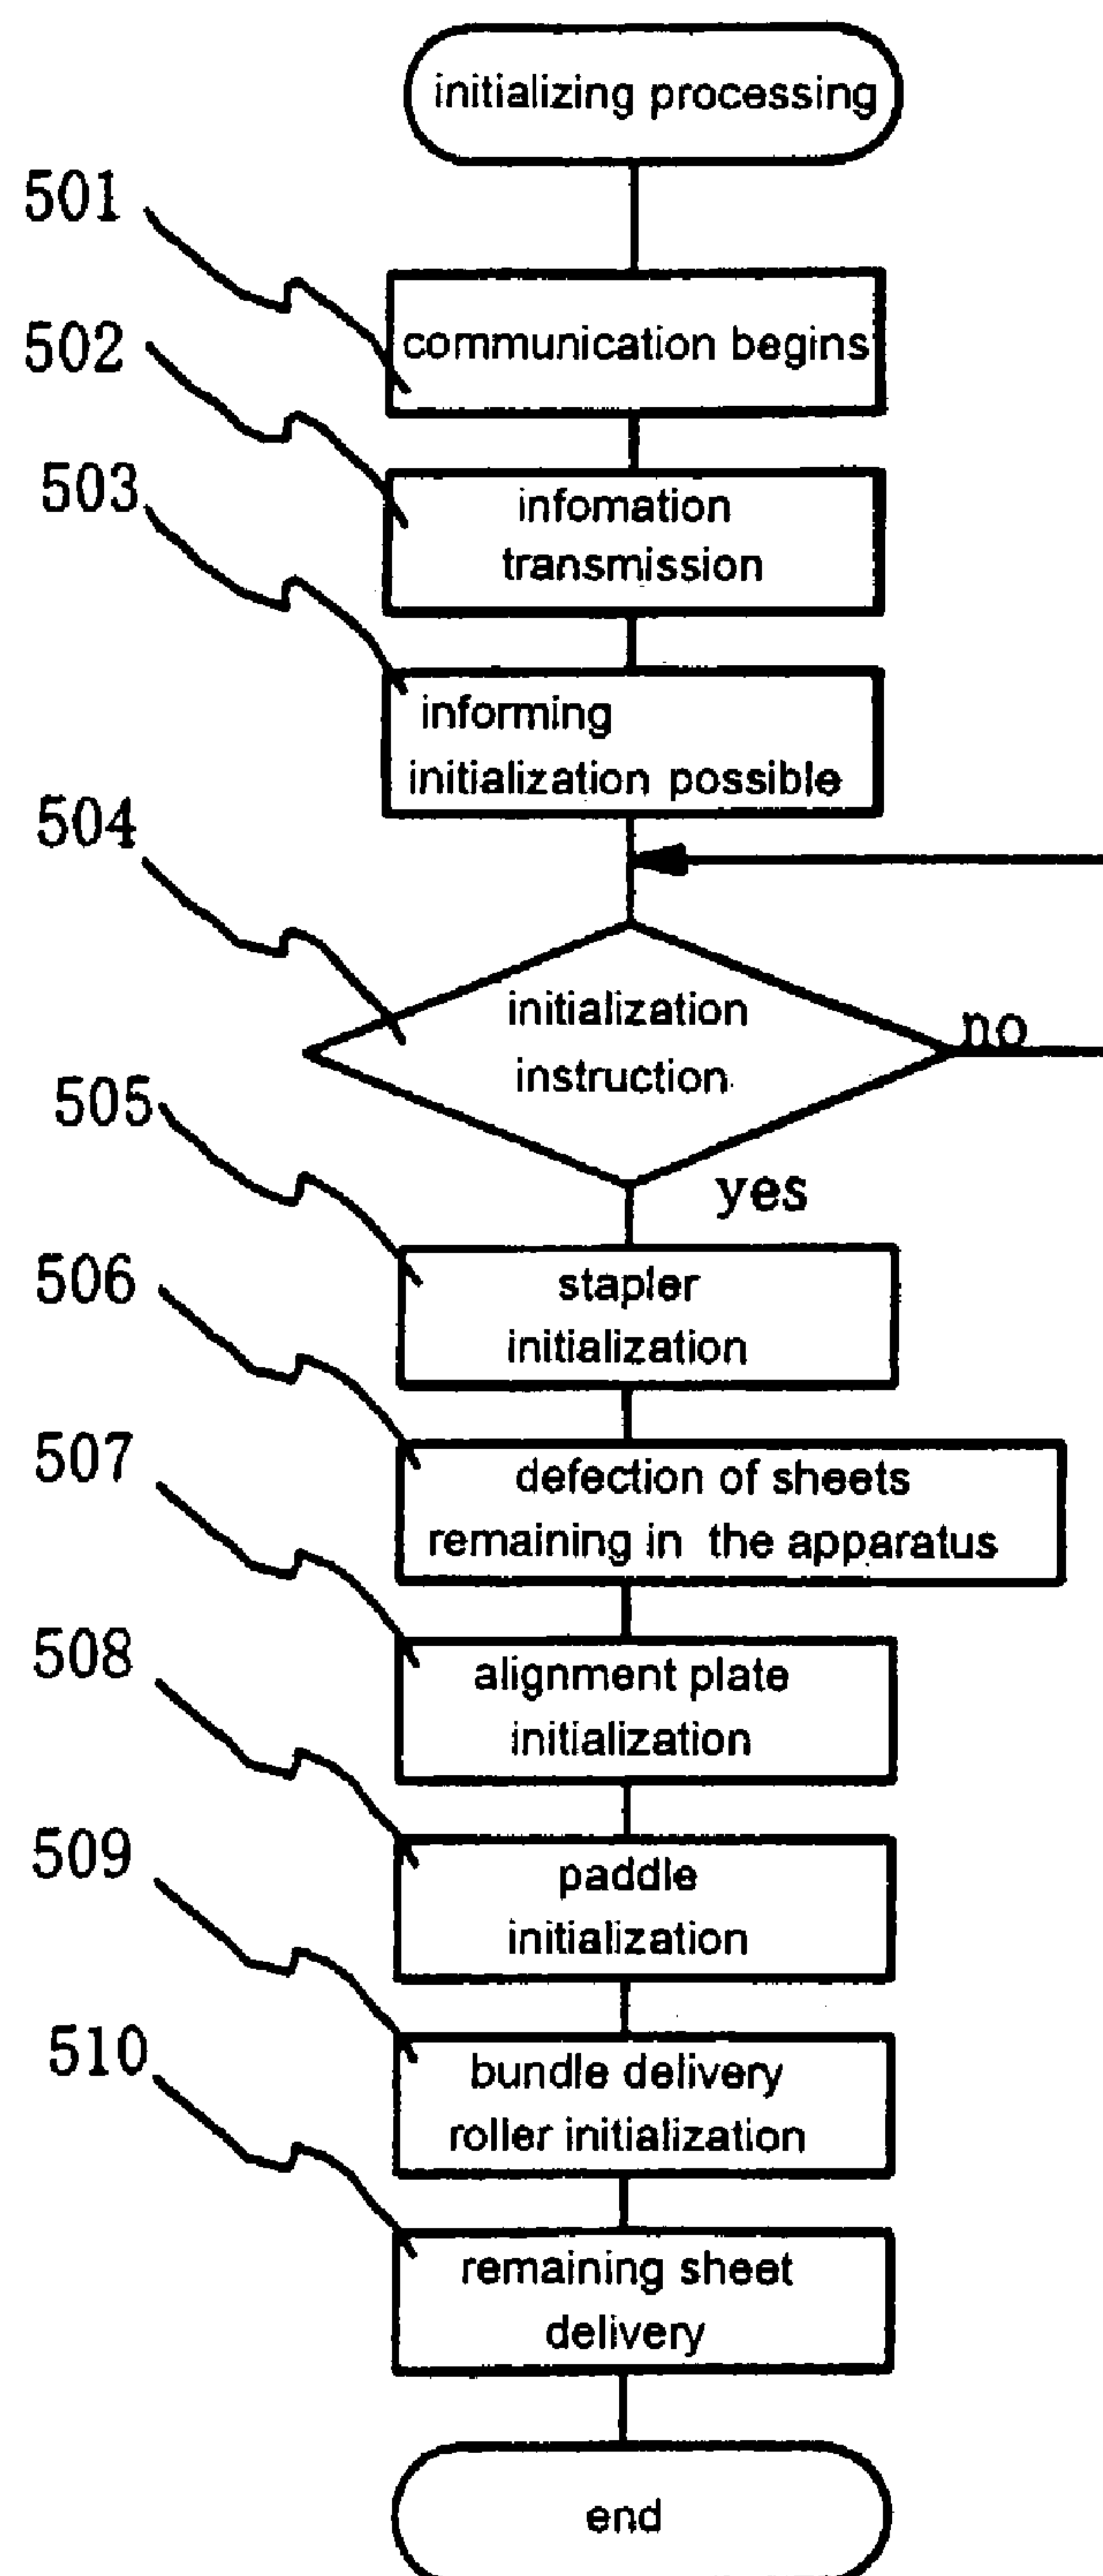 initializing processing
501
communication begins
502
infomation
transmission
503
informing
initialization possible
504
initialization
instruction
no
yes
505
stapler
initialization
506
defection of sheets
remaining in the apparatus
507
alignment plate
initialization
508
paddle
initialization
509
bundle delivery
roller initialization
510
remaining sheet
delivery
end